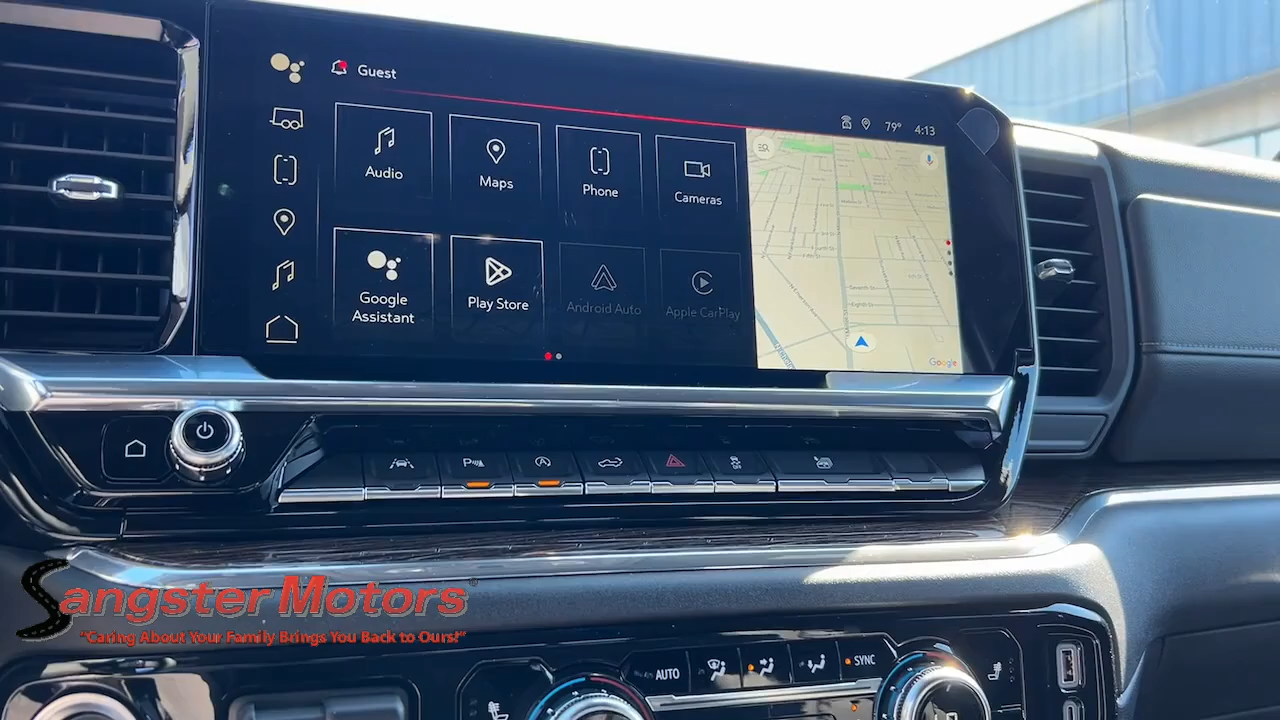 Guest
79° 4:13
Audio
Maps
Phone
Cameras
Google
Assistant
Play Store
Android Auto
Apple CarPlay
Google
P
A
OFF
Sangster Motors®
"Caring About Your Family Brings You Back to Ours!"
AUTO
SYNC